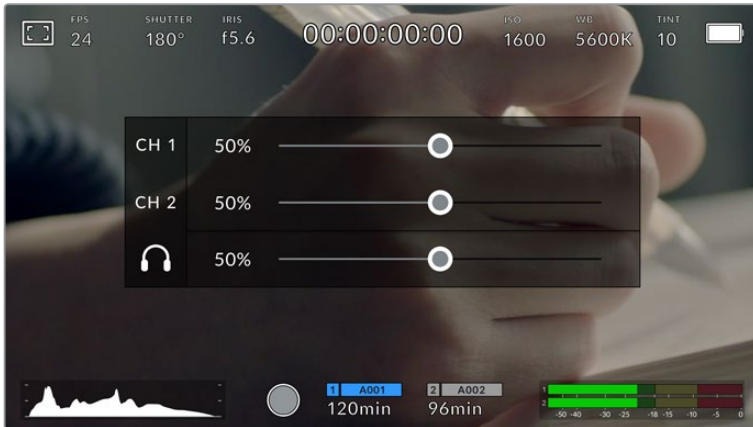 FPS SHUTTER IRIS ISO WB TINT
24 180° f5.6 00:00:00:00 1600 5600K 10
CH 1 50%
CH 2 50%
50%
1 A001 2 A002
120min 96min
1
2
-50 -40 -30 -25 -18 -15 -10 -5 0